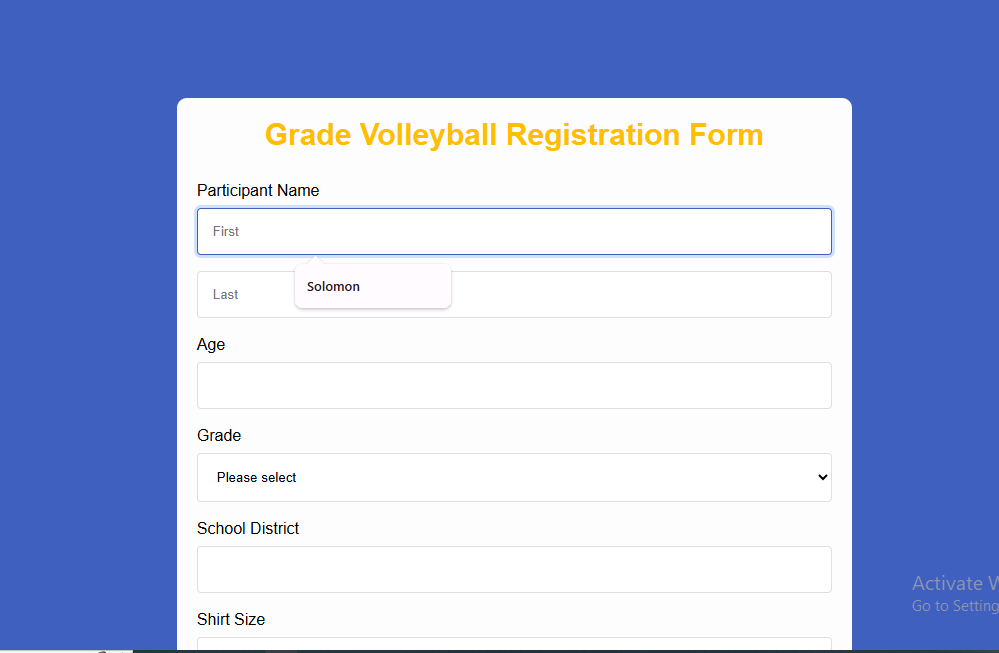 Grade Volleyball Registration Form
Participant Name
First
Solomon
Last
Age
Grade
Please select
School District
Activate
Go to Setting
Shirt Size